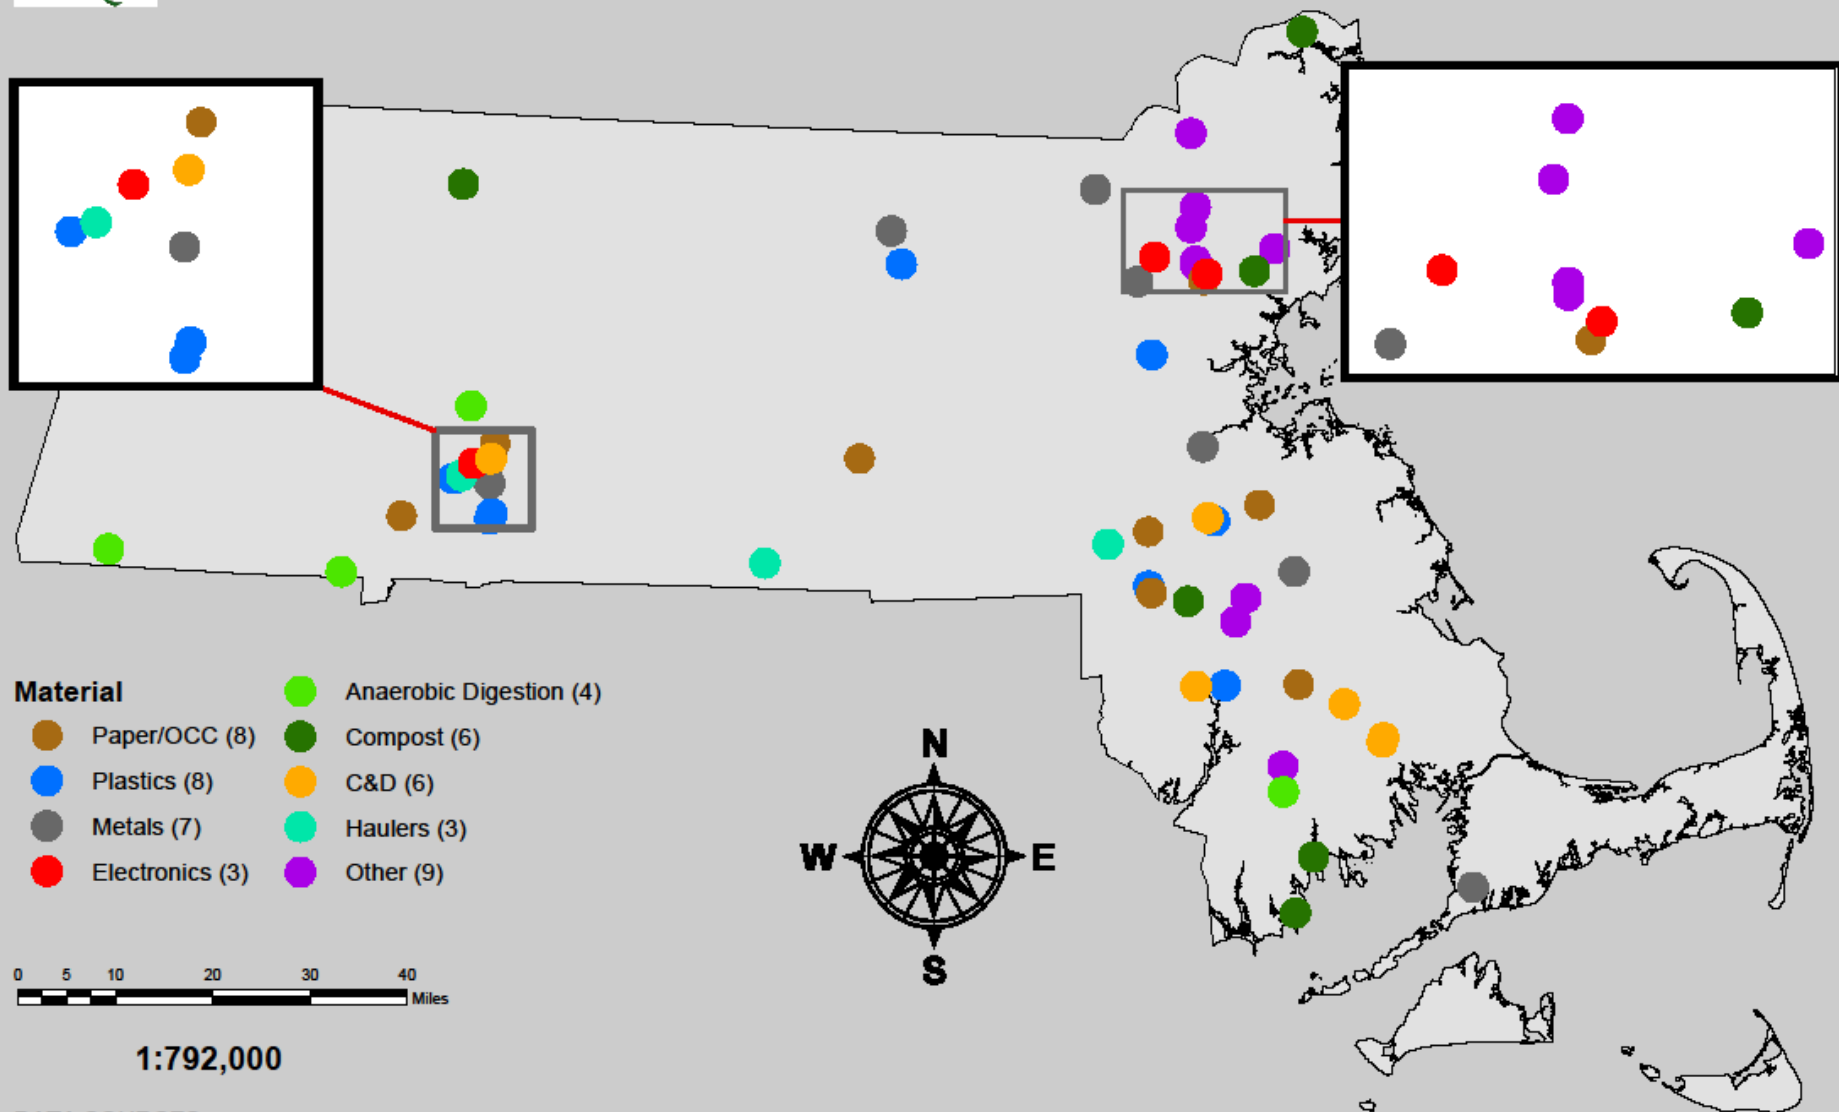 Material
Paper/OCC (8)
Plastics (8)
Metals (7)
Electronics (3)
Anaerobic Digestion (4)
Compost (6)
C&D (6)
Haulers (3)
Other (9)
N
W
E
S
0 5 10 20 30 40
Miles
1:792,000